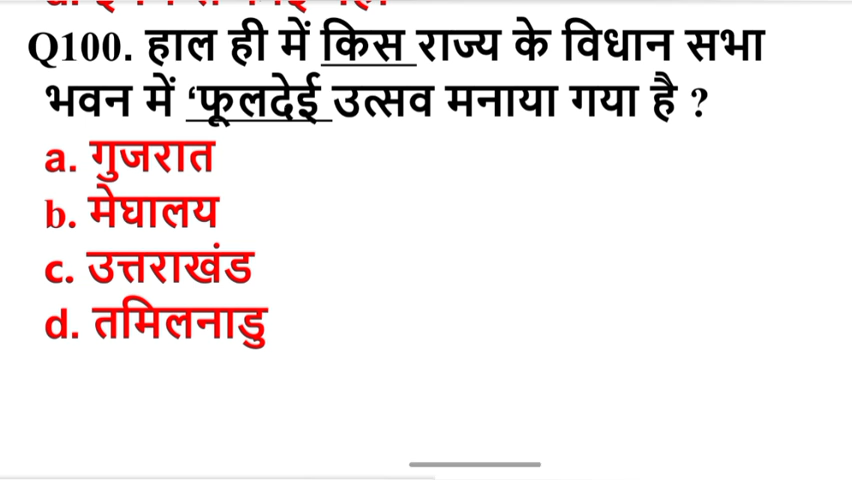 Q100. हाल ही में किस राज्य के विधान सभा
भवन में ‘फूलदेई उत्सव मनाया गया है ?
a. गुजरात
b. मेघालय
c. उत्तराखंड
d. तमिलनाडु